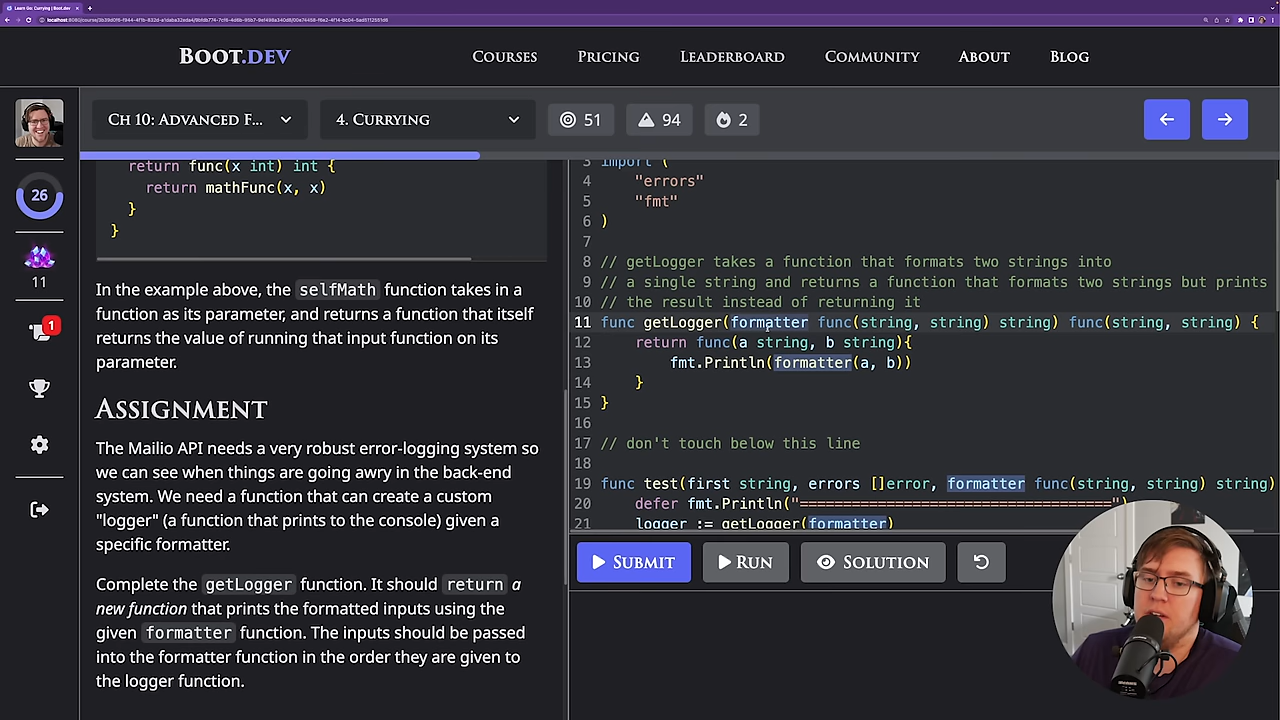 Learn Go: Currying | Boot.dev
BOOT.DEV
COURSES
PRICING
LEADERBOARD
COMMUNITY
ABOUT
BLOG
CH 10: ADVANCED F...
4. CURRYING
51
94
2
26
11
1
return func(x int) int {
return mathFunc(x, x)
}
}
In the example above, the selfMath function takes in a
function as its parameter, and returns a function that itself
returns the value of running that input function on its
parameter.
ASSIGNMENT
The Mailio API needs a very robust error-logging system so
we can see when things are going awry in the back-end
system. We need a function that can create a custom
"logger" (a function that prints to the console) given a
specific formatter.
Complete the getLogger function. It should return a
new function that prints the formatted inputs using the
given formatter function. The inputs should be passed
into the formatter function in the order they are given to
the logger function.
3 import (
4 "errors"
5 "fmt"
6 )
7
8 // getLogger takes a function that formats two strings into
9 // a single string and returns a function that formats two strings but prints
10 // the result instead of returning it
11 func getLogger(formatter func(string, string) string) func(string, string) {
12 return func(a string, b string){
13 fmt.Println(formatter(a, b))
14 }
15 }
16
17 // don't touch below this line
18
19 func test(first string, errors []error, formatter func(string, string) string)
20 defer fmt.Println("====================================")
21 logger := getLogger(formatter)
SUBMIT
RUN
SOLUTION